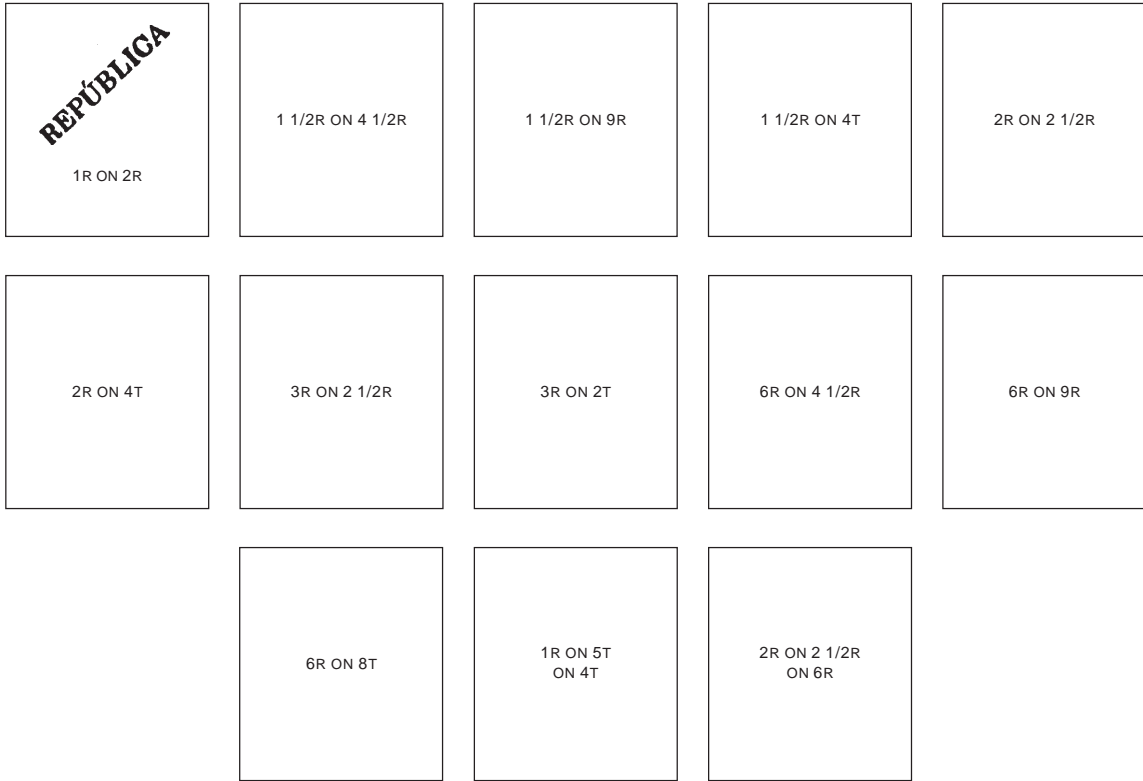 REPÚBLICA
1R ON 2R
1 1/2R ON 4 1/2R
1 1/2R ON 9R
1 1/2R ON 4T
2R ON 2 1/2R
2R ON 4T
3R ON 2 1/2R
3R ON 2T
6R ON 4 1/2R
6R ON 9R
6R ON 8T
1R ON 5T
ON 4T
2R ON 2 1/2R
ON 6R